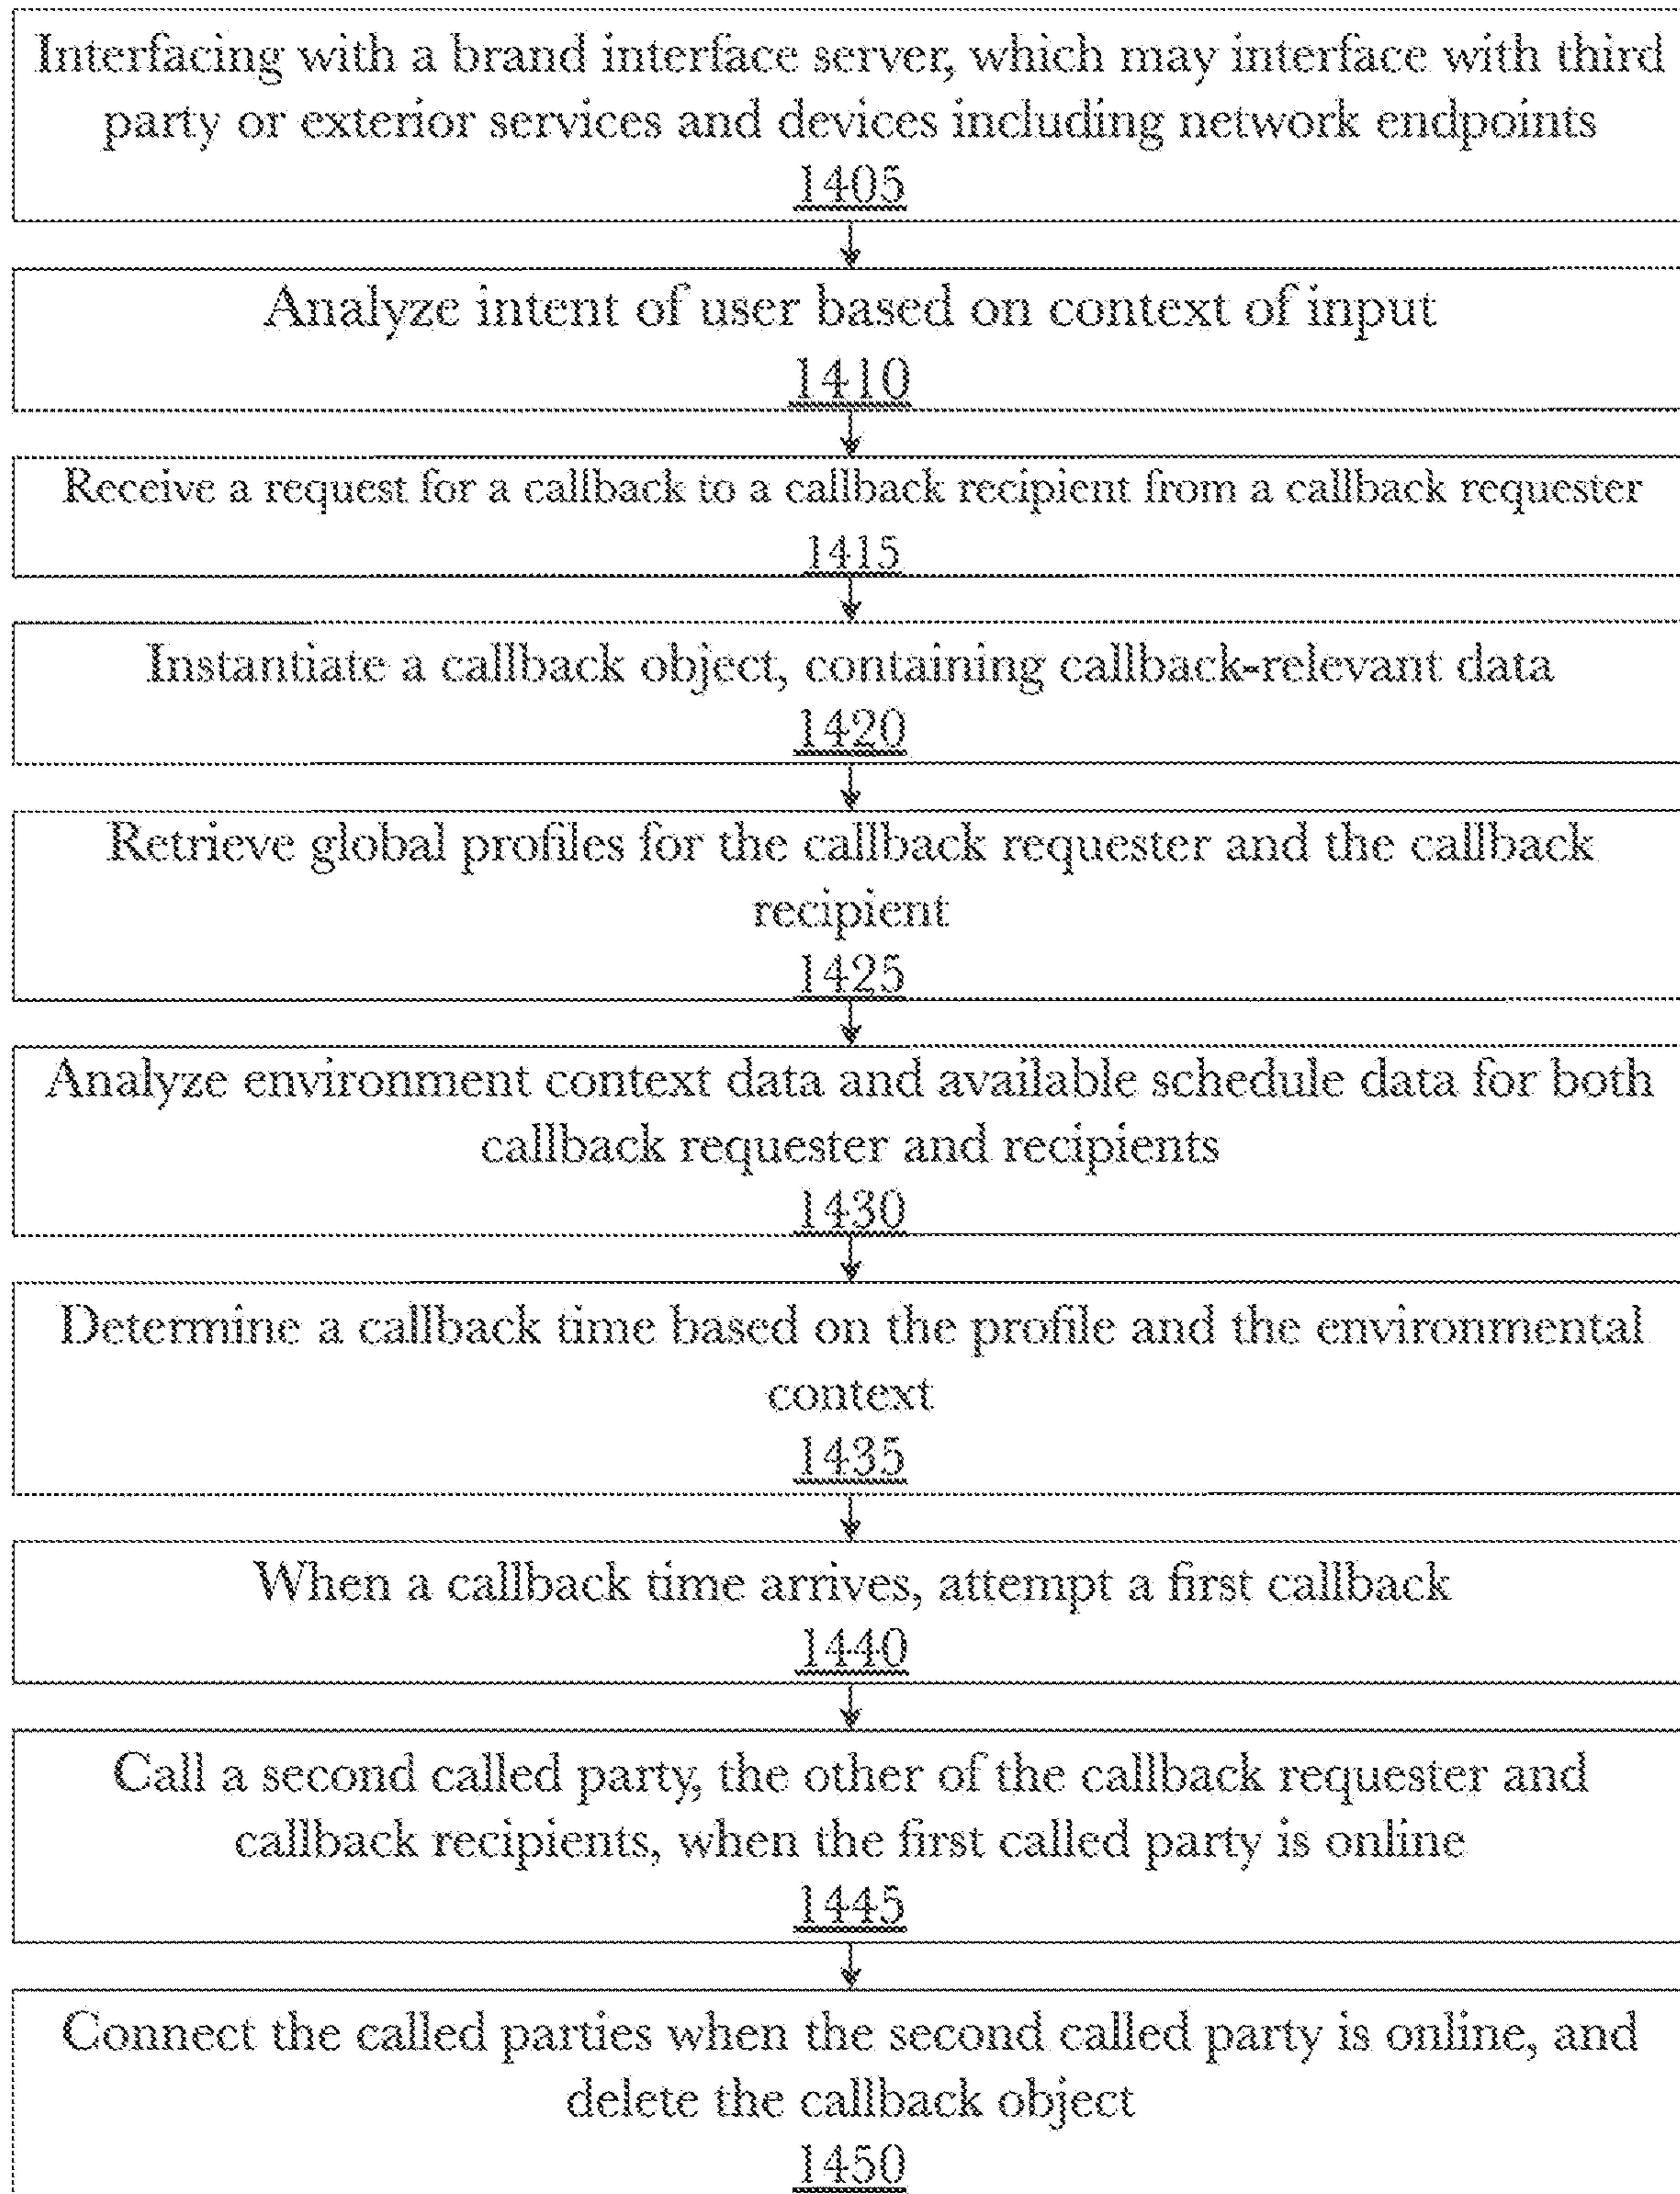 Interfacing with a brand interface server, which may interface with third
party or exterior services and devices including network endpoints
1405
Analyze intent of user based on context of input
1410
Receive a request for a callback to a callback recipient from a callback requester
1415
Instantiate a callback object, containing callback-relevant data
1420
Retrieve global profiles for the callback requester and the callback
recipient
1425
Analyze environment context data and available schedule data for both
callback requester and recipients
1430
Determine a callback time based on the profile and the environmental
context
1435
When a callback time arrives, attempt a first callback
1440
Call a second called party, the other of the callback requester and
callback recipients, when the first called party is online
1445
Connect the called parties when the second called party is online, and
delete the callback object
1450